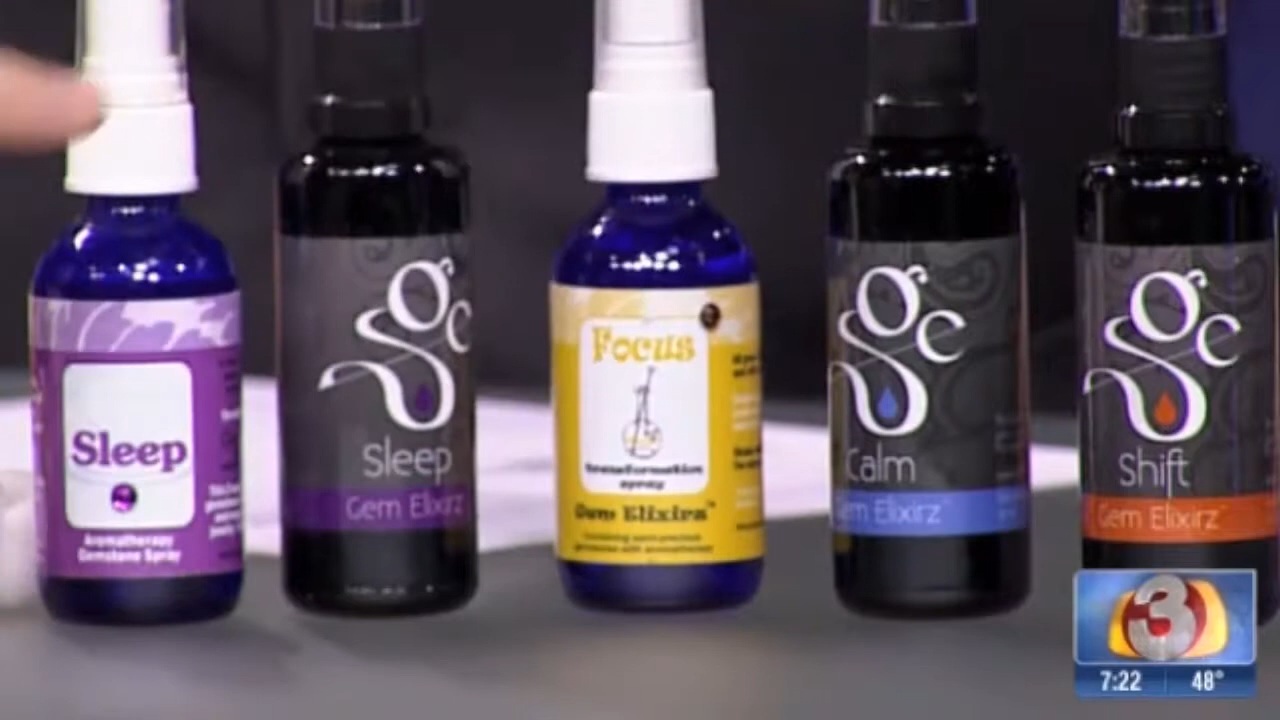 Sleep
Aromatherapy
Gemstone Spray
gc
Sleep
Gem Elixirz
Focus
transformation
spray
Gem Elixirz™
gc
Calm
Gem Elixirz
gc
Shift
Gem Elixirz
3
7:22 48°